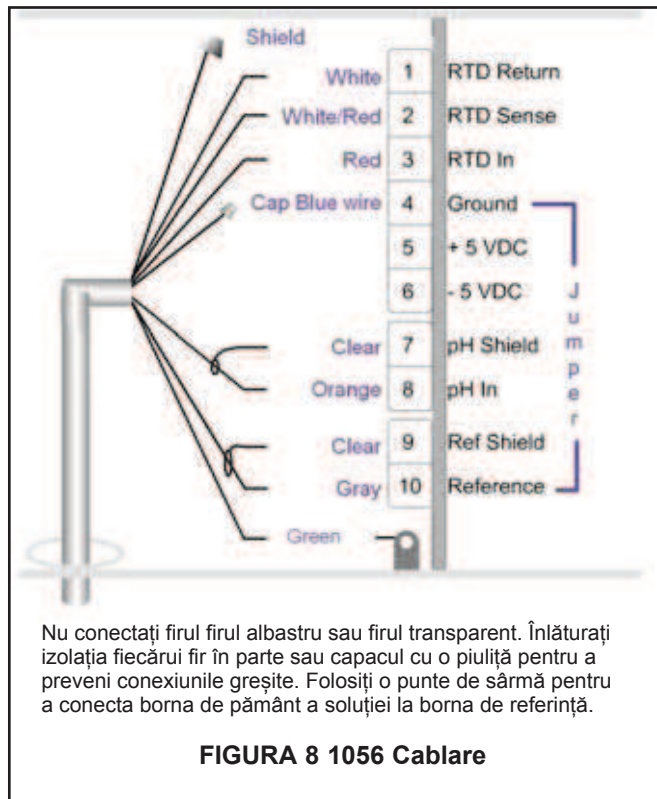 Shield
White 1 RTD Return
White/Red 2 RTD Sense
Red 3 RTD In
Cap Blue wire 4 Ground
5 + 5 VDC
6 - 5 VDC
Jumper
Clear 7 pH Shield
Orange 8 pH In
Clear 9 Ref Shield
Gray 10 Reference
Green
Nu conectați firul firul albastru sau firul transparent. Înlăturați
izolația fiecărui fir în parte sau capacul cu o piuliță pentru a
preveni conexiunile greșite. Folosiți o punte de sârmă pentru
a conecta borna de pământ a soluției la borna de referință.
FIGURA 8 1056 Cablare